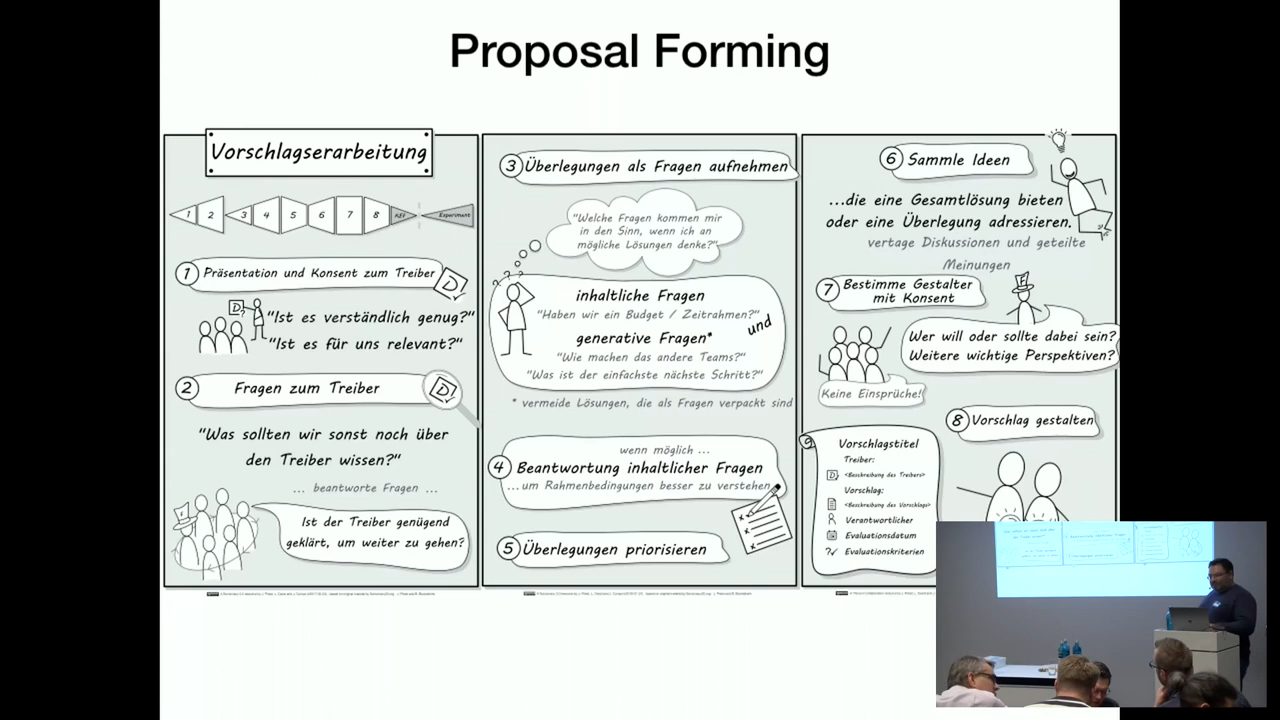 Proposal Forming
Vorschlagserarbeitung
1 2 3 4 5 6 7 8 KEY Experiment
1 Präsentation und Konsent zum Treiber
"Ist es verständlich genug?"
"Ist es für uns relevant?"
2 Fragen zum Treiber
"Was sollten wir sonst noch über
den Treiber wissen?"
... beantworte Fragen ...
Ist der Treiber genügend
geklärt, um weiter zu gehen?
3 Überlegungen als Fragen aufnehmen
"Welche Fragen kommen mir
in den Sinn, wenn ich an
mögliche Lösungen denke?"
inhaltliche Fragen
"Haben wir ein Budget / Zeitrahmen?"
und
generative Fragen*
"Wie machen das andere Teams?"
"Was ist der einfachste nächste Schritt?"
* vermeide Lösungen, die als Fragen verpackt sind
wenn möglich ...
4 Beantwortung inhaltlicher Fragen
...um Rahmenbedingungen besser zu verstehen
5 Überlegungen priorisieren
6 Sammle Ideen
...die eine Gesamtlösung bieten
oder eine Überlegung adressieren.
vertage Diskussionen und geteilte
Meinungen
7 Bestimme Gestalter
mit Konsent
Wer will oder sollte dabei sein?
Weitere wichtige Perspektiven?
Keine Einsprüche!
8 Vorschlag gestalten
Vorschlagstitel
Treiber:
<Beschreibung des Treibers>
Vorschlag:
<Beschreibung des Vorschlags>
Verantwortlicher
Evaluationsdatum
Evaluationskriterien